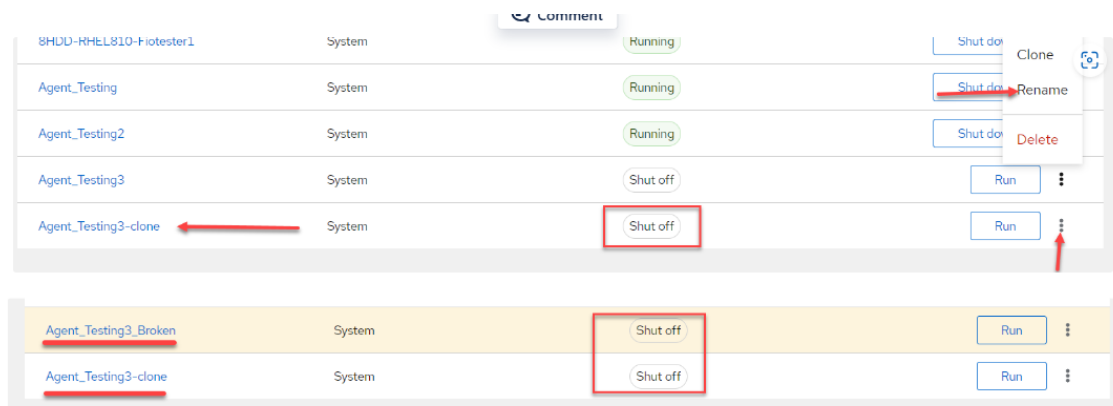 Comment
8HDD-RHEL810-Fiotester1 System Running Shut dow
Clone
Agent_Testing System Running Shut dow
Rename
Agent_Testing2 System Running Shut dow
Delete
Agent_Testing3 System Shut off Run
Agent_Testing3-clone System Shut off Run
Agent_Testing3_Broken System Shut off Run
Agent_Testing3-clone System Shut off Run